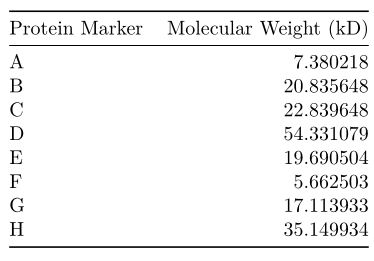 Protein Marker Molecular Weight (kD)
A 7.380218
B 20.835648
C 22.839648
D 54.331079
E 19.690504
F 5.662503
G 17.113933
H 35.149934